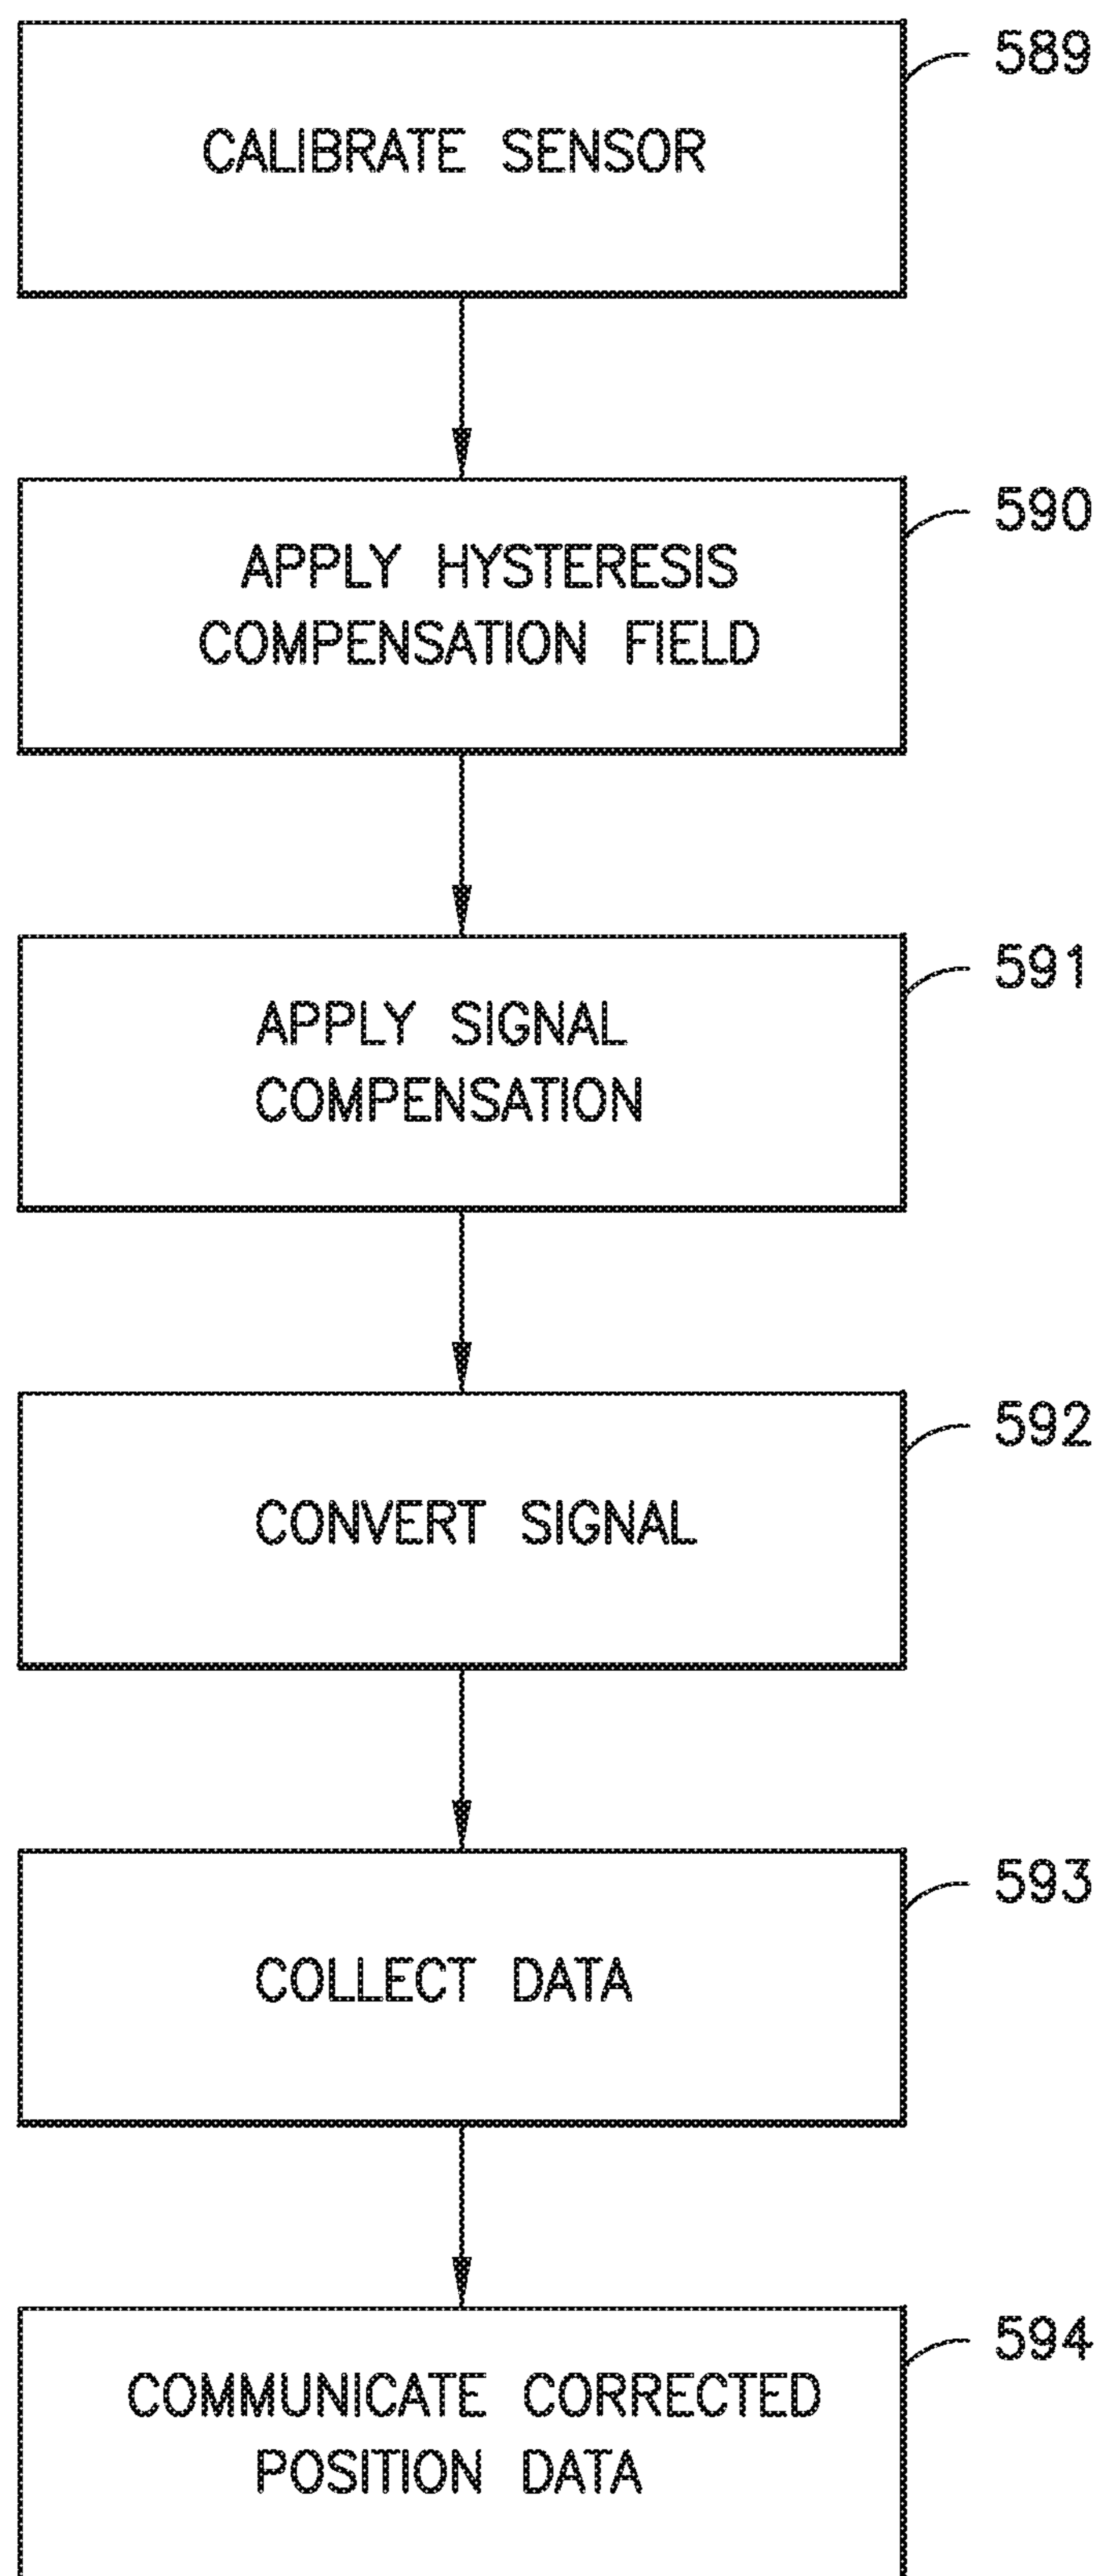 CALIBRATE SENSOR
589
APPLY HYSTERESIS
COMPENSATION FIELD
590
APPLY SIGNAL
COMPENSATION
591
CONVERT SIGNAL
592
COLLECT DATA
593
COMMUNICATE CORRECTED
POSITION DATA
594